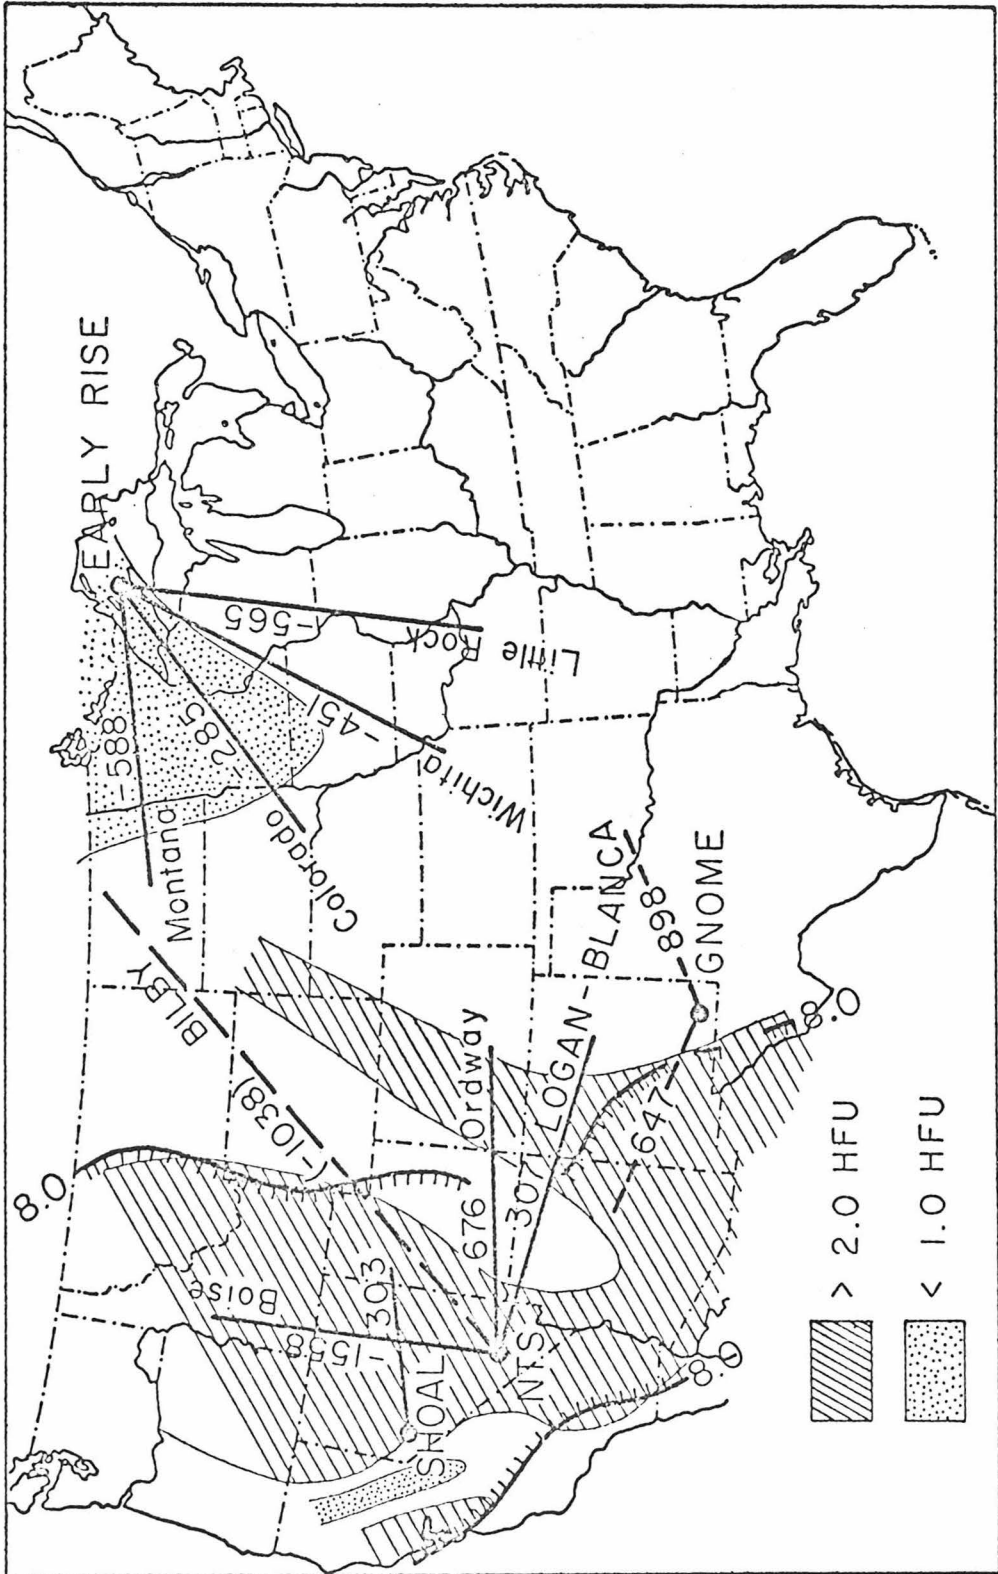 EARLY RISE
-588
-285
-451
-565
Montana
Colorado
Wichita
Little Rock
8.0
BILBY
(-1038)
Boise
-1558
303
SHOAL
NTS
676
Ordway
307
LOGAN-BLANCA
647
898
GNOME
8.0
8.0
> 2.0 HFU
< 1.0 HFU